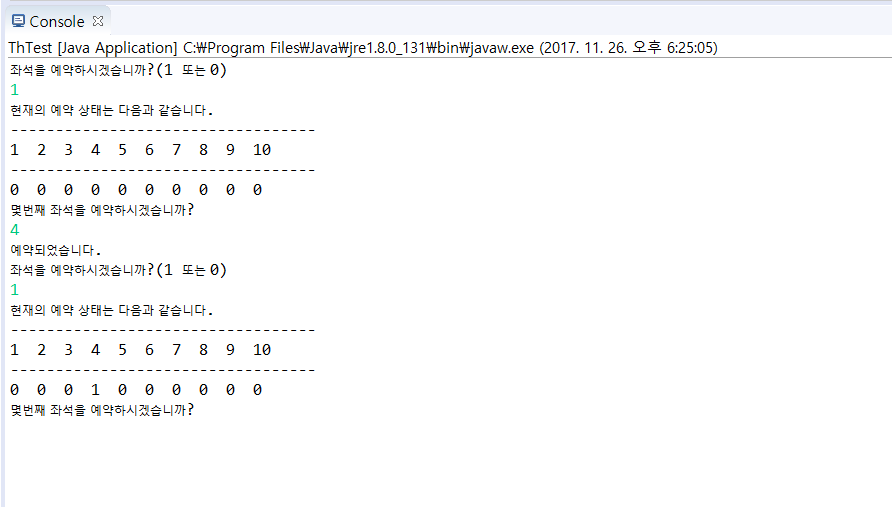 Console
ThTest [Java Application] C:₩Program Files₩Java₩jre1.8.0_131₩bin₩javaw.exe (2017. 11. 26. 오후 6:25:05)
좌석을 예약하시겠습니까?(1 또는 0)
1
현재의 예약 상태는 다음과 같습니다.
----------------------------------
1 2 3 4 5 6 7 8 9 10
----------------------------------
0 0 0 0 0 0 0 0 0 0
몇번째 좌석을 예약하시겠습니까?
4
예약되었습니다.
좌석을 예약하시겠습니까?(1 또는 0)
1
현재의 예약 상태는 다음과 같습니다.
----------------------------------
1 2 3 4 5 6 7 8 9 10
----------------------------------
0 0 0 1 0 0 0 0 0 0
몇번째 좌석을 예약하시겠습니까?